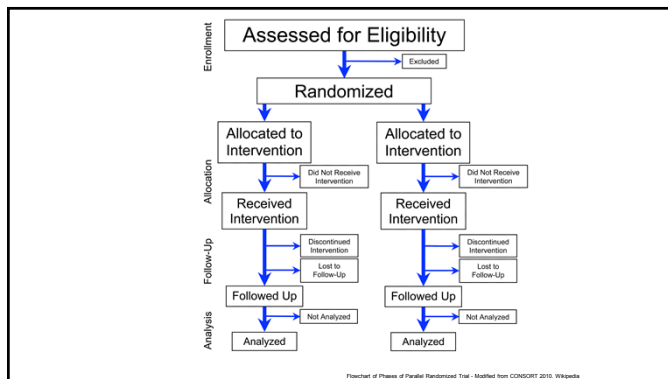 Enrollment
Assessed for Eligibility
Excluded
Randomized
Allocation
Allocated to
Intervention
Did Not Receive
Intervention
Received
Intervention
Allocated to
Intervention
Did Not Receive
Intervention
Received
Intervention
Follow-Up
Discontinued
Intervention
Lost to
Follow-Up
Followed Up
Discontinued
Intervention
Lost to
Follow-Up
Followed Up
Analysis
Not Analyzed
Analyzed
Not Analyzed
Analyzed
Flowchart of Phases of Parallel Randomized Trial - Modified from CONSORT 2010. Wikipedia